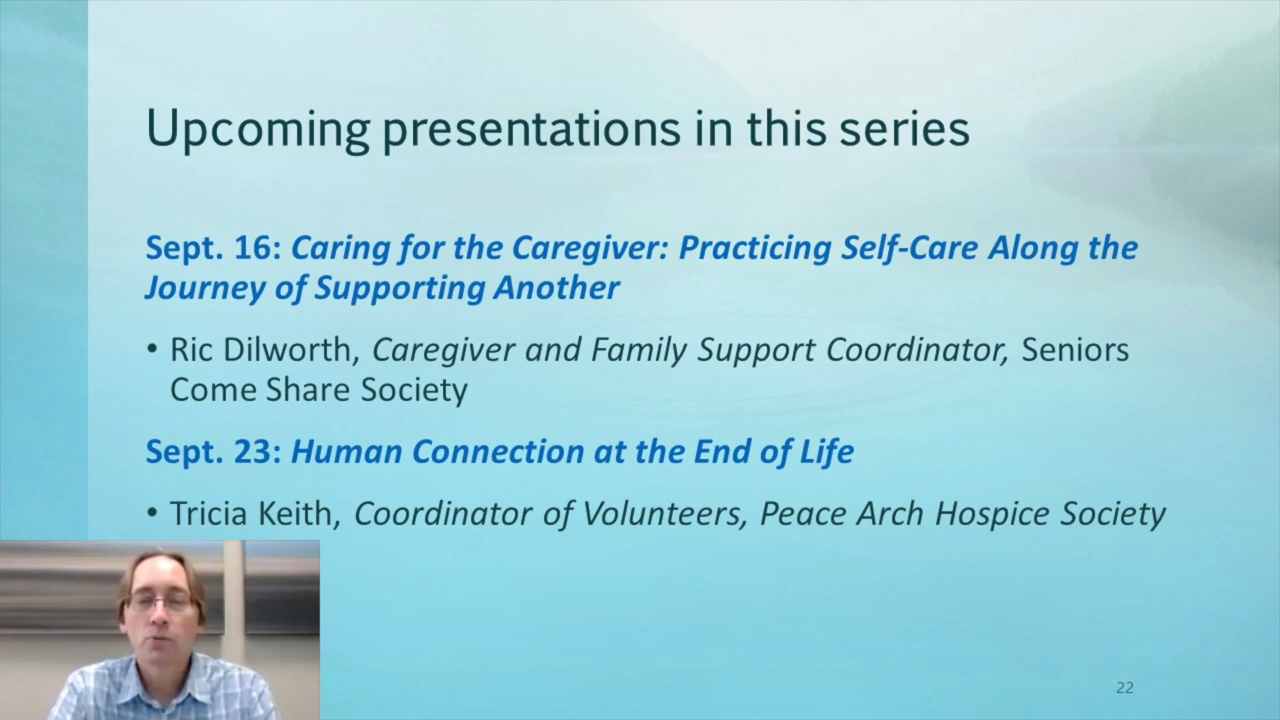 Upcoming presentations in this series
Sept. 16: Caring for the Caregiver: Practicing Self-Care Along the
Journey of Supporting Another
• Ric Dilworth, Caregiver and Family Support Coordinator, Seniors
Come Share Society
Sept. 23: Human Connection at the End of Life
• Tricia Keith, Coordinator of Volunteers, Peace Arch Hospice Society
22